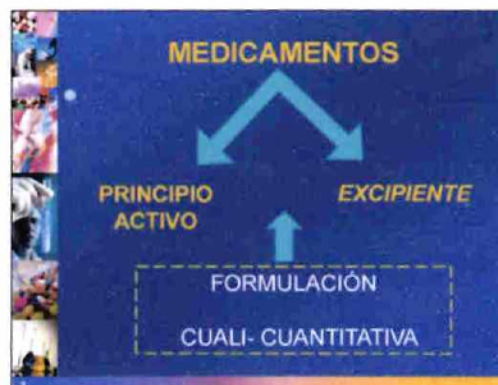 MEDICAMENTOS
PRINCIPIO
ACTIVO
EXCIPIENTE
FORMULACIÓN
CUALI- CUANTITATIVA